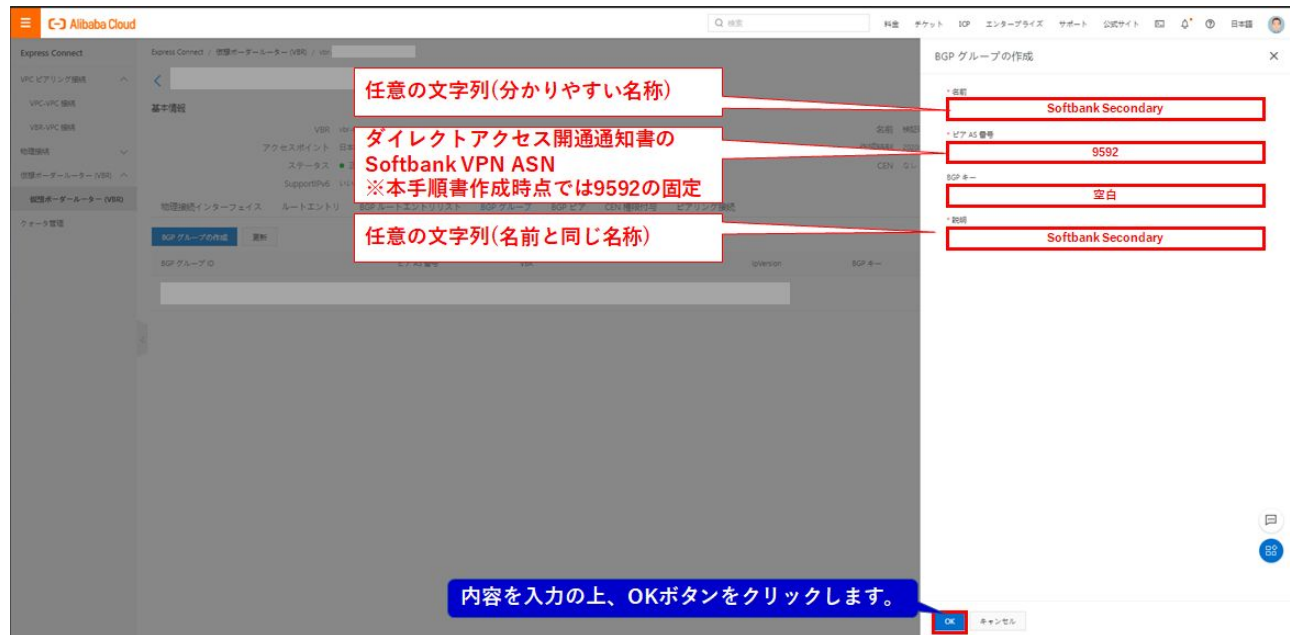 Alibaba Cloud
検索
料金 チケット ICP エンタープライズ サポート 公式サイト 日本語
Express Connect
Express Connect / 仮想ボーダールーター (VBR) / vbr-
BGP グループの作成
VPC ピアリング接続
VPC-VPC 接続
VBR-VPC 接続
物理接続
仮想ボーダールーター (VBR)
仮想ボーダールーター (VBR)
クォータ管理
基本情報
VBR
アクセスポイント 日本
ステータス
SupportIPv6
名前
CEN
任意の文字列(分かりやすい名称)
ダイレクトアクセス開通通知書の
Softbank VPN ASN
※本手順書作成時点では9592の固定
物理接続インターフェイス ルートエントリ BGP ルートエントリリスト BGP グループ BGP ピア CEN 権限付与 ピアリング接続
任意の文字列(名前と同じ名称)
BGP グループの作成 更新
BGP グループ ID ピア AS 番号 VBR ipversion BGP キー
* 名前
Softbank Secondary
* ピア AS 番号
9592
BGP キー
空白
* 説明
Softbank Secondary
内容を入力の上、OKボタンをクリックします。
OK キャンセル